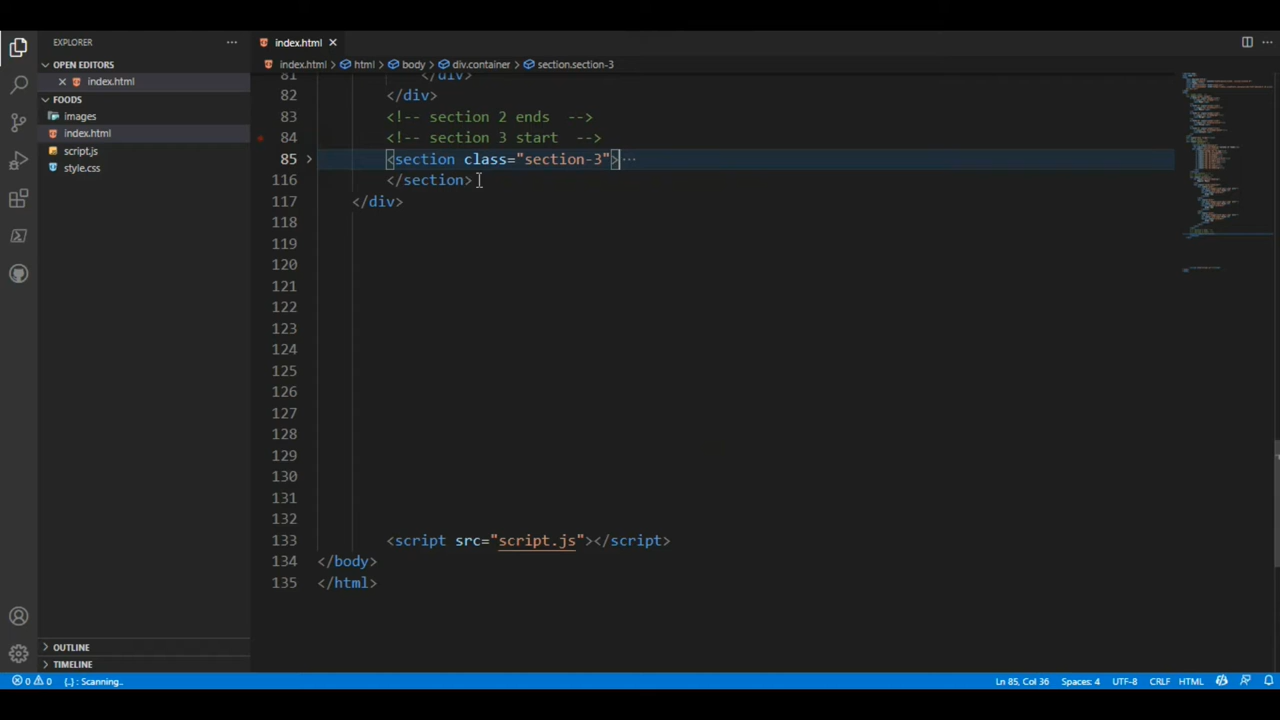 EXPLORER
···
index.html
OPEN EDITORS
index.html
FOODS
images
index.html
script.js
style.css
OUTLINE
TIMELINE
index.html > html > body > div.container > section.section-3
81 </div>
82 </div>
83 <!-- section 2 ends  -->
84 <!-- section 3 start  -->
85 <section class="section-3">···
116 </section>
117 </div>
118
119
120
121
122
123
124
125
126
127
128
129
130
131
132
133 <script src="script.js"></script>
134 </body>
135 </html>
0 0 {..}: Scanning.. Ln 85, Col 36 Spaces: 4 UTF-8 CRLF HTML